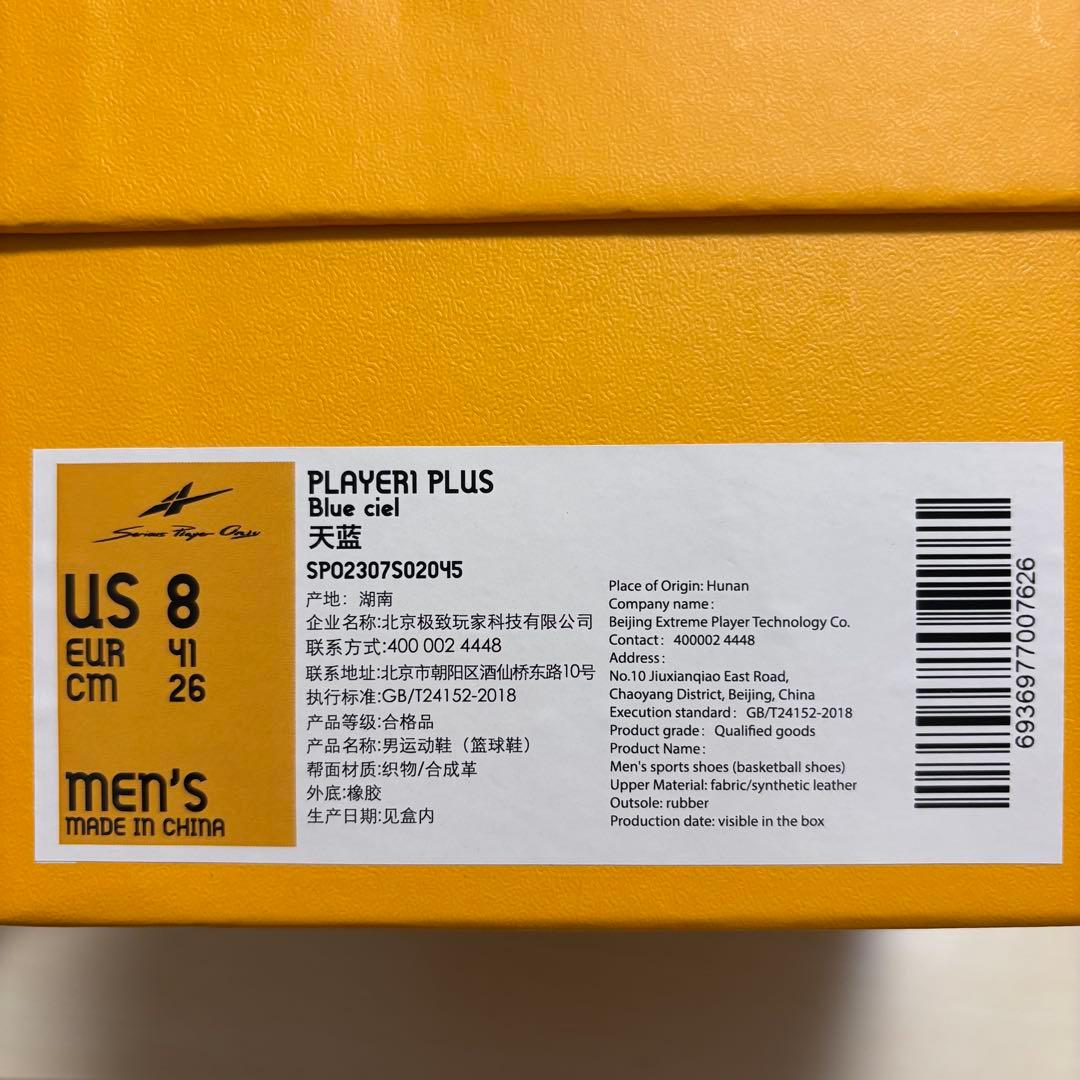 Serious Player Only
US 8
EUR 41
CM 26
MEN'S
MADE IN CHINA
PLAYER1 PLUS
Blue ciel
天蓝
SPO2307S02045
产地：湖南
企业名称:北京极致玩家科技有限公司
联系方式:400 002 4448
联系地址:北京市朝阳区酒仙桥东路10号
执行标准:GB/T24152-2018
产品等级:合格品
产品名称:男运动鞋（篮球鞋）
帮面材质:织物/合成革
外底:橡胶
生产日期:见盒内
Place of Origin: Hunan
Company name:
Beijing Extreme Player Technology Co.
Contact: 400002 4448
Address:
No.10 Jiuxianqiao East Road,
Chaoyang District, Beijing, China
Execution standard: GB/T24152-2018
Product grade: Qualified goods
Product Name:
Men's sports shoes (basketball shoes)
Upper Material: fabric/synthetic leather
Outsole: rubber
Production date: visible in the box
6936977007626